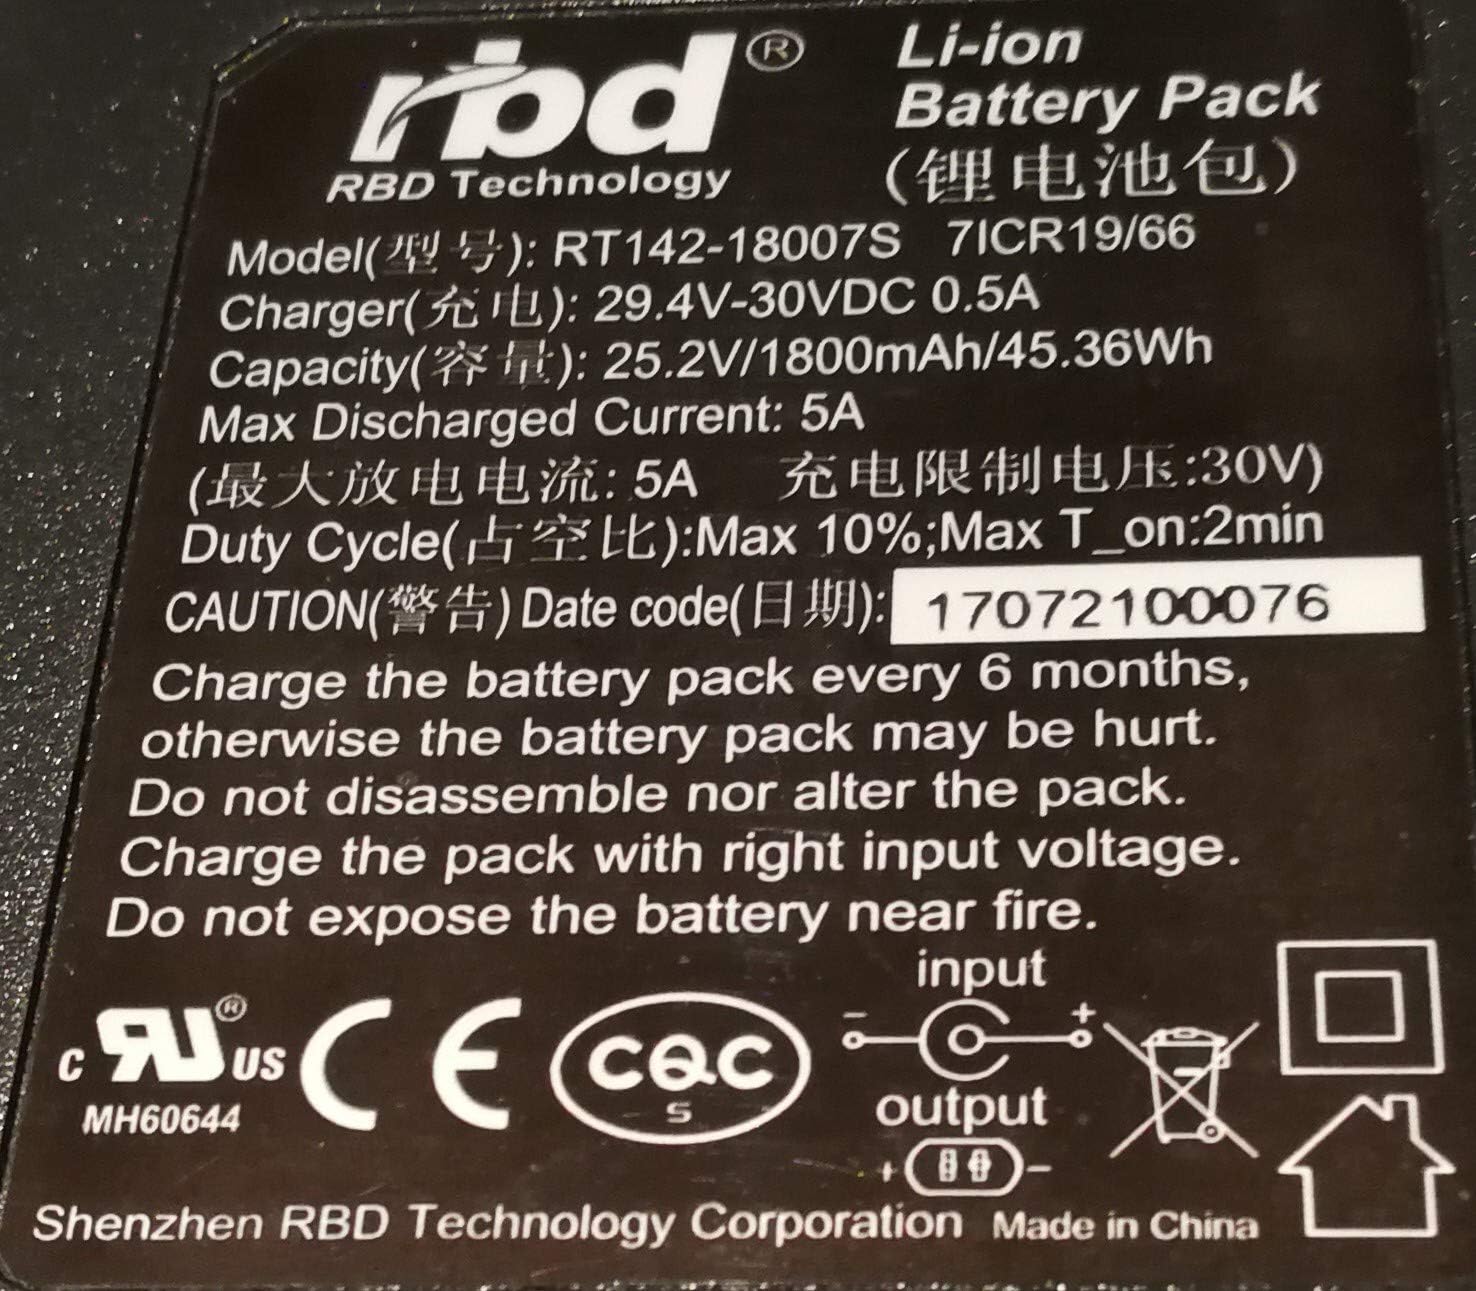 rbd®
RBD Technology
Li-ion
Battery Pack
(锂电池包)
Model(型号): RT142-18007S 7ICR19/66
Charger(充电): 29.4V-30VDC 0.5A
Capacity(容量): 25.2V/1800mAh/45.36Wh
Max Discharged Current: 5A
(最大放电电流: 5A 充电限制电压:30V)
Duty Cycle(占空比):Max 10%;Max T_on:2min
CAUTION(警告) Date code(日期): 17072100076
Charge the battery pack every 6 months,
otherwise the battery pack may be hurt.
Do not disassemble nor alter the pack.
Charge the pack with right input voltage.
Do not expose the battery near fire.
c RU® US
MH60644
CE
CQC
S
input
- +
output
+ -
Shenzhen RBD Technology Corporation Made in China